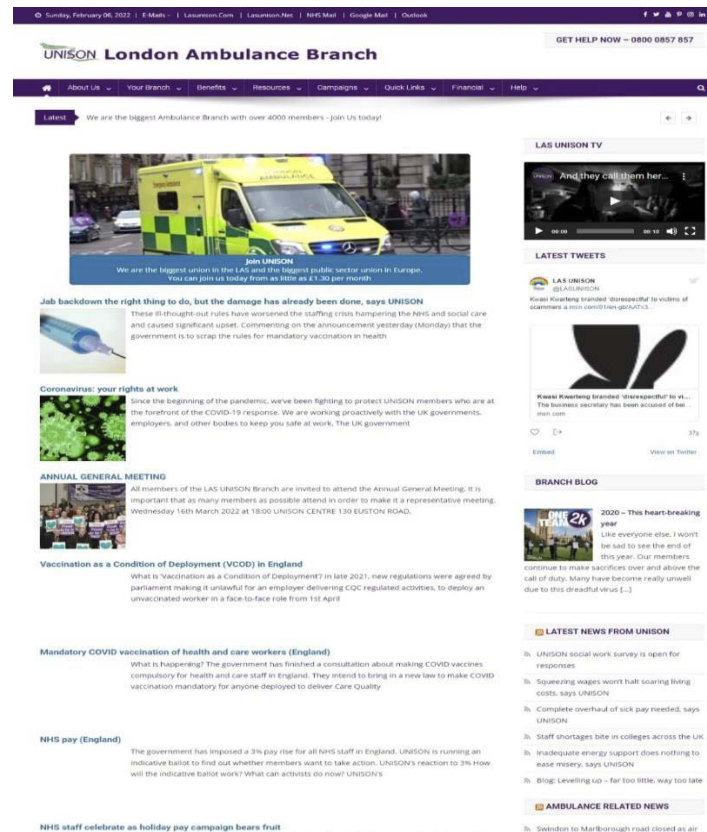 Sunday, February 06, 2022 | E-Mails - | Lasunison.Com | Lasunison.Net | NHS Mail | Google Mail | Outlook
UNISON London Ambulance Branch
GET HELP NOW – 0800 0857 857
About Us
Your Branch
Benefits
Resources
Campaigns
Quick Links
Financial
Help
Latest
We are the biggest Ambulance Branch with over 4000 members - Join Us today!
AMBULANCE
Join UNISON
We are the biggest union in the LAS and the biggest public sector union in Europe.
You can join us today from as little as £1.30 per month
Jab backdown the right thing to do, but the damage has already been done, says UNISON
These ill-thought-out rules have worsened the staffing crisis hampering the NHS and social care
and caused significant upset. Commenting on the announcement yesterday (Monday) that the
government is to scrap the rules for mandatory vaccination in health
Coronavirus: your rights at work
Since the beginning of the pandemic, we've been fighting to protect UNISON members who are at
the forefront of the COVID-19 response. We are working proactively with the UK governments,
employers, and other bodies to keep you safe at work. The UK government
ANNUAL GENERAL MEETING
All members of the LAS UNISON Branch are invited to attend the Annual General Meeting. It is
important that as many members as possible attend in order to make it a representative meeting.
Wednesday 16th March 2022 at 18:00 UNISON CENTRE 130 EUSTON ROAD.
Vaccination as a Condition of Deployment (VCOD) in England
What is 'Vaccination as a Condition of Deployment'? In late 2021, new regulations were agreed by
parliament making it unlawful for an employer delivering CQC regulated activities, to deploy an
unvaccinated worker in a face-to-face role from 1st April
Mandatory COVID vaccination of health and care workers (England)
What is happening? The government has finished a consultation about making COVID vaccines
compulsory for health and care staff in England. They intend to bring in a new law to make COVID
vaccination mandatory for anyone deployed to deliver Care Quality
NHS pay (England)
The government has imposed a 3% pay rise for all NHS staff in England. UNISON is running an
indicative ballot to find out whether members want to take action. UNISON's reaction to 3% How
will the indicative ballot work? What can activists do now? UNISON's
NHS staff celebrate as holiday pay campaign bears fruit
LAS UNISON TV
And they call them her...
00:00
00:10
LATEST TWEETS
LAS UNISON
@LASUNISON
Kwasi Kwarteng branded 'disrespectful' to victims of
scammers a.msn.com/01/en-gb/AATx3...
Kwasi Kwarteng branded 'disrespectful' to vi...
The business secretary has been accused of bei...
msn.com
37s
Embed
View on Twitter
BRANCH BLOG
ONE
TEAM 2k
2020 – This heart-breaking
year
Like everyone else, I won't
be sad to see the end of
this year. Our members
continue to make sacrifices over and above the
call of duty. Many have become really unwell
due to this dreadful virus [...]
LATEST NEWS FROM UNISON
UNISON social work survey is open for
responses
Squeezing wages won't halt soaring living
costs, says UNISON
Complete overhaul of sick pay needed, says
UNISON
Staff shortages bite in colleges across the UK
Inadequate energy support does nothing to
ease misery, says UNISON
Blog: Levelling up – far too little, way too late
AMBULANCE RELATED NEWS
Swindon to Marlborough road closed as air